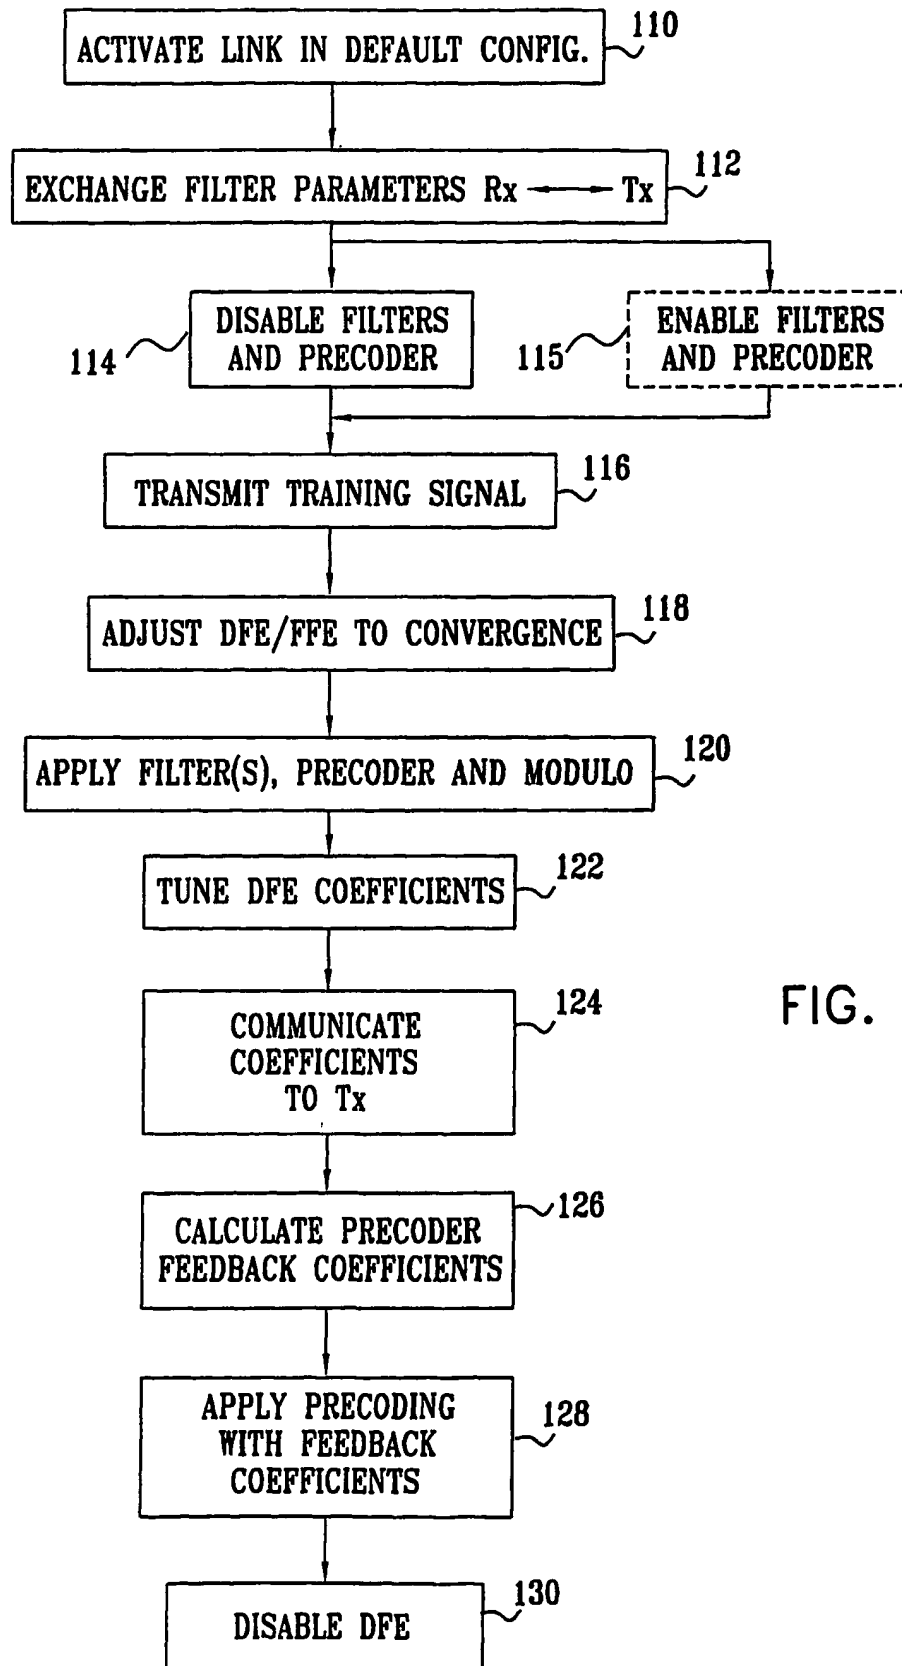 ACTIVATE LINK IN DEFAULT CONFIG.
110
EXCHANGE FILTER PARAMETERS Rx Tx
112
DISABLE FILTERS
AND PRECODER
114
ENABLE FILTERS
AND PRECODER
115
TRANSMIT TRAINING SIGNAL
116
ADJUST DFE/FFE TO CONVERGENCE
118
APPLY FILTER(S), PRECODER AND MODULO
120
TUNE DFE COEFFICIENTS
122
COMMUNICATE
COEFFICIENTS
TO Tx
124
FIG.
CALCULATE PRECODER
FEEDBACK COEFFICIENTS
126
APPLY PRECODING
WITH FEEDBACK
COEFFICIENTS
128
DISABLE DFE
130